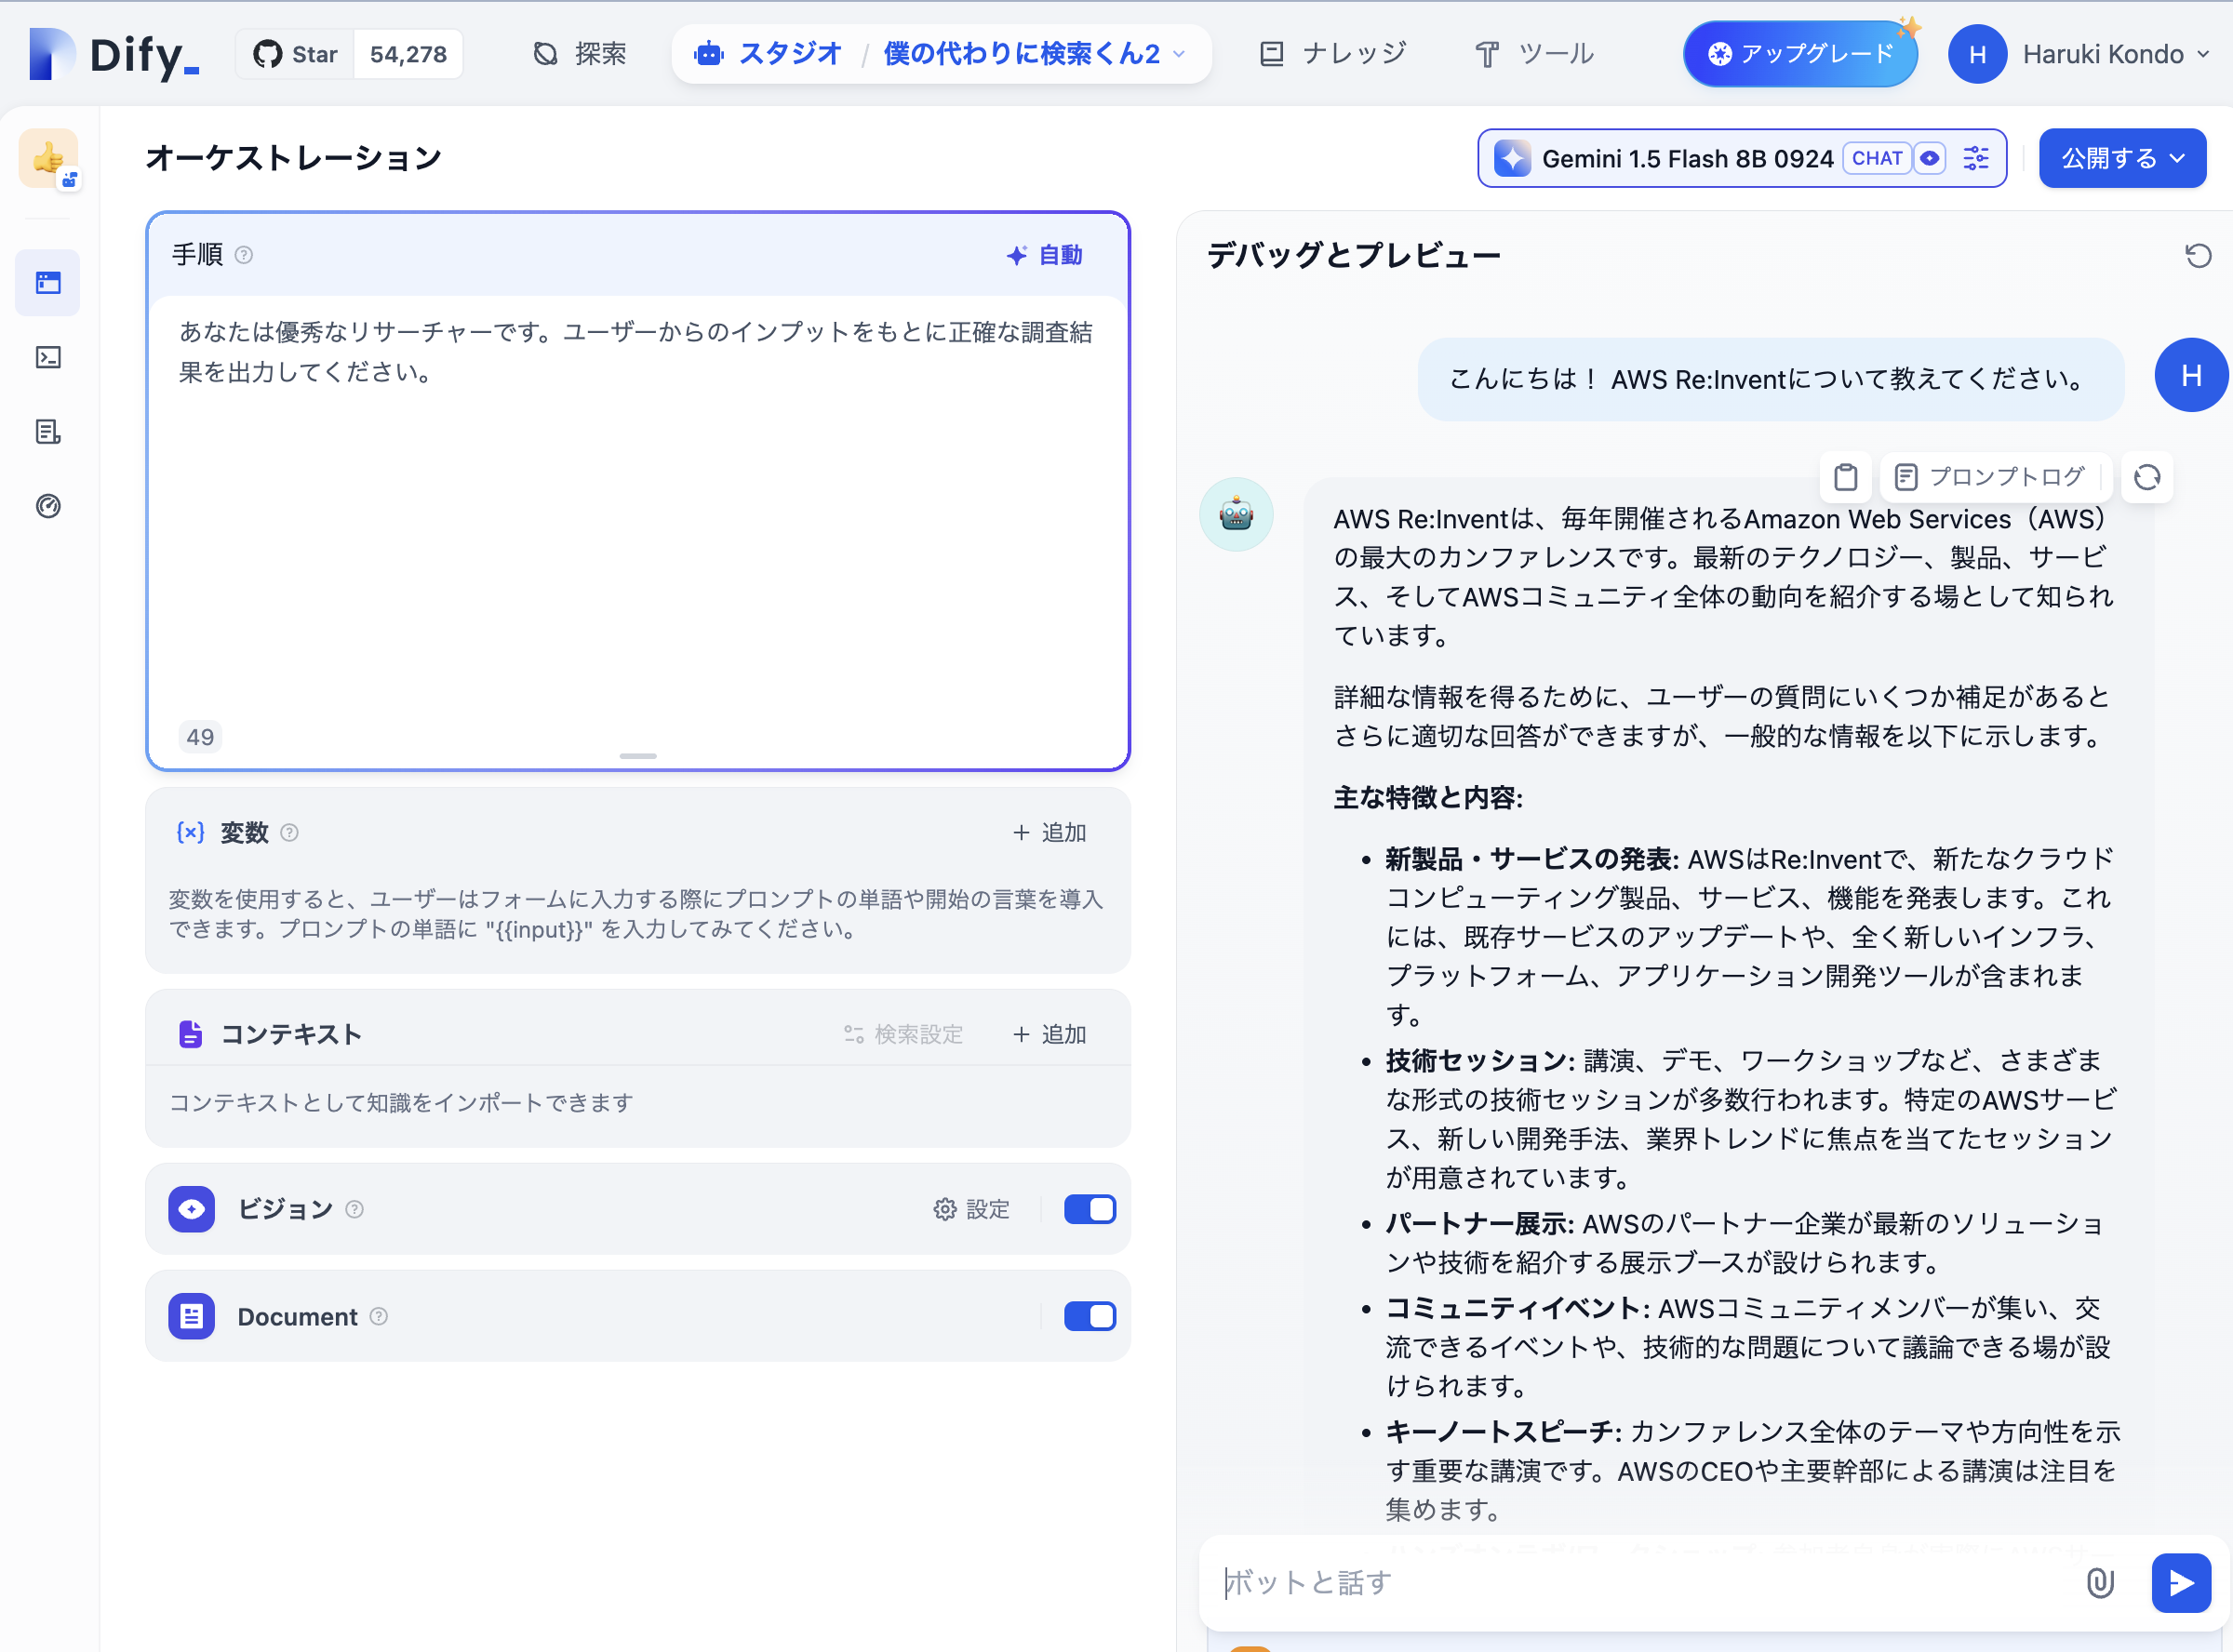 Dify_
Star 54,278
探索
スタジオ / 僕の代わりに検索くん2
ナレッジ
ツール
アップグレード
H Haruki Kondo
オーケストレーション
Gemini 1.5 Flash 8B 0924 CHAT
公開する
手順
自動
あなたは優秀なリサーチャーです。ユーザーからのインプットをもとに正確な調査結
果を出力してください。
49
変数
+ 追加
変数を使用すると、ユーザーはフォームに入力する際にプロンプトの単語や開始の言葉を導入
できます。プロンプトの単語に "{{input}}" を入力してみてください。
コンテキスト
検索設定
+ 追加
コンテキストとして知識をインポートできます
ビジョン
設定
Document
デバッグとプレビュー
こんにちは！ AWS Re:Inventについて教えてください。
H
プロンプトログ
AWS Re:Inventは、毎年開催されるAmazon Web Services（AWS）
の最大のカンファレンスです。最新のテクノロジー、製品、サービ
ス、そしてAWSコミュニティ全体の動向を紹介する場として知られ
ています。
詳細な情報を得るために、ユーザーの質問にいくつか補足があると
さらに適切な回答ができますが、一般的な情報を以下に示します。
主な特徴と内容:
• 新製品・サービスの発表: AWSはRe:Inventで、新たなクラウド
コンピューティング製品、サービス、機能を発表します。これ
には、既存サービスのアップデートや、全く新しいインフラ、
プラットフォーム、アプリケーション開発ツールが含まれま
す。
• 技術セッション: 講演、デモ、ワークショップなど、さまざま
な形式の技術セッションが多数行われます。特定のAWSサービ
ス、新しい開発手法、業界トレンドに焦点を当てたセッション
が用意されています。
• パートナー展示: AWSのパートナー企業が最新のソリューショ
ンや技術を紹介する展示ブースが設けられます。
• コミュニティイベント: AWSコミュニティメンバーが集い、交
流できるイベントや、技術的な問題について議論できる場が設
けられます。
• キーノートスピーチ: カンファレンス全体のテーマや方向性を示
す重要な講演です。AWSのCEOや主要幹部による講演は注目を
集めます。
ボットと話す